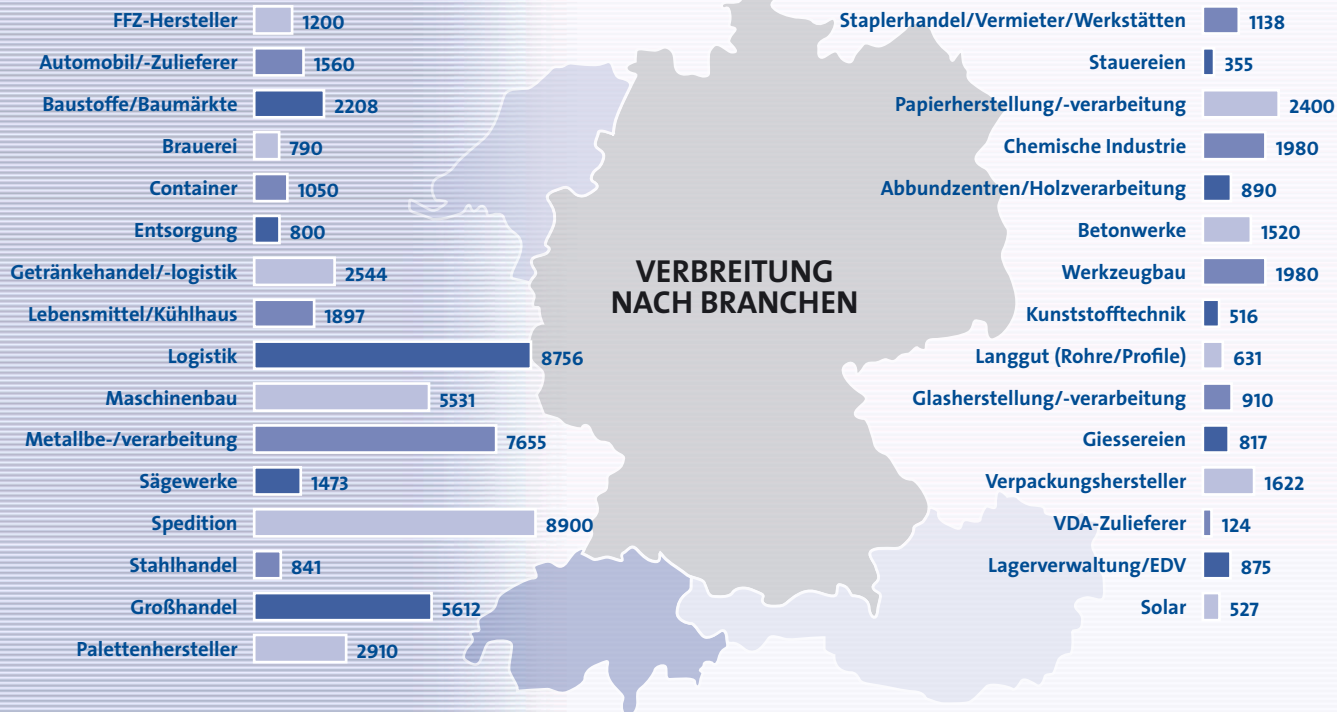 FFZ-Hersteller 1200
Automobil/-Zulieferer 1560
Baustoffe/Baumärkte 2208
Brauerei 790
Container 1050
Entsorgung 800
Getränkehandel/-logistik 2544
Lebensmittel/Kühlhaus 1897
Logistik 8756
Maschinenbau 5531
Metallbe-/verarbeitung 7655
Sägewerke 1473
Spedition 8900
Stahlhandel 841
Großhandel 5612
Palettenhersteller 2910
VERBREITUNG
NACH BRANCHEN
Staplerhandel/Vermieter/Werkstätten 1138
Stauereien 355
Papierherstellung/-verarbeitung 2400
Chemische Industrie 1980
Abbundzentren/Holzverarbeitung 890
Betonwerke 1520
Werkzeugbau 1980
Kunststofftechnik 516
Langgut (Rohre/Profile) 631
Glasherstellung/-verarbeitung 910
Giessereien 817
Verpackungshersteller 1622
VDA-Zulieferer 124
Lagerverwaltung/EDV 875
Solar 527